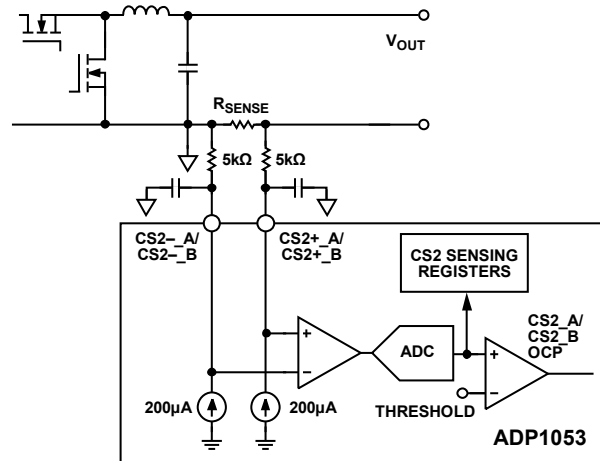 VOUT
RSENSE
5kΩ
5kΩ
CS2–_A/
CS2–_B
CS2+_A/
CS2+_B
CS2 SENSING
REGISTERS
CS2_A/
CS2_B
OCP
+
–
ADC
+
–
200µA
200µA
THRESHOLD
ADP1053